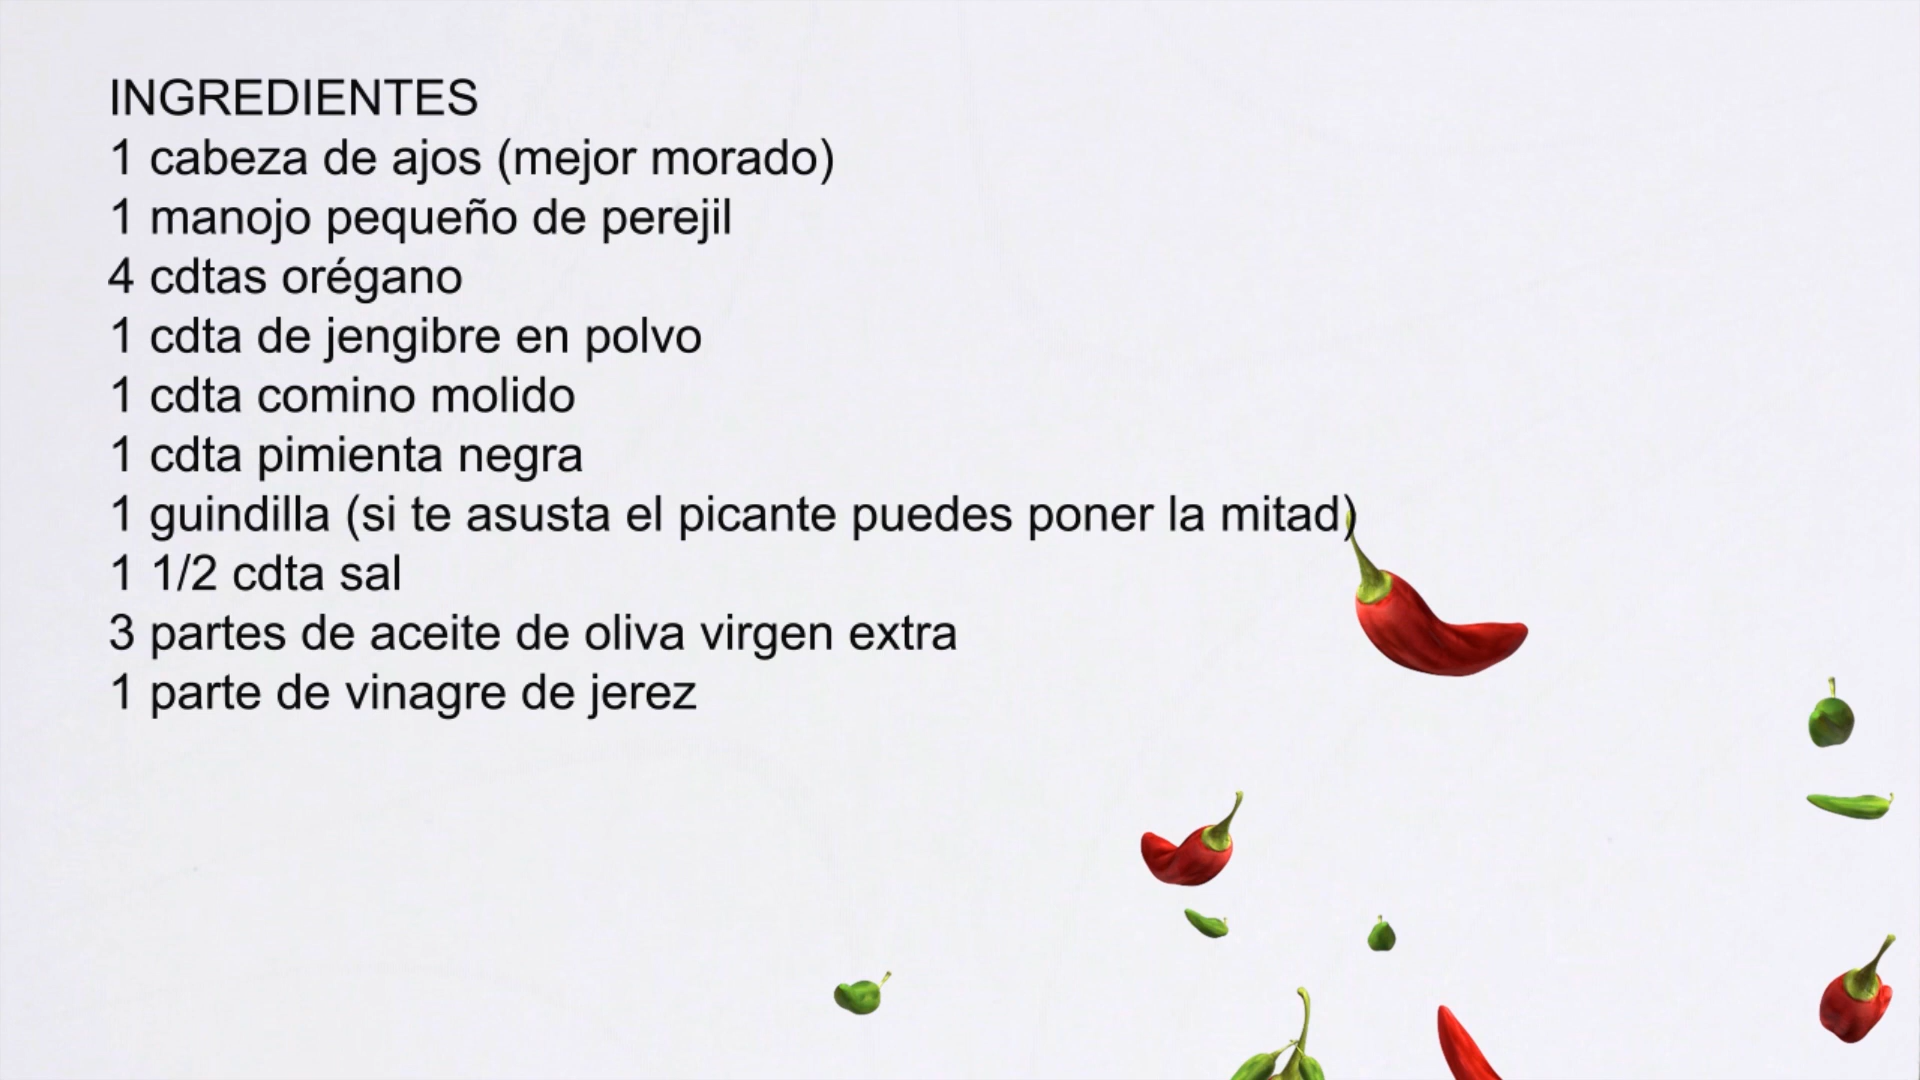 INGREDIENTES
1 cabeza de ajos (mejor morado)
1 manojo pequeño de perejil
4 cdtas orégano
1 cdta de jengibre en polvo
1 cdta comino molido
1 cdta pimienta negra
1 guindilla (si te asusta el picante puedes poner la mitad)
1 1/2 cdta sal
3 partes de aceite de oliva virgen extra
1 parte de vinagre de jerez